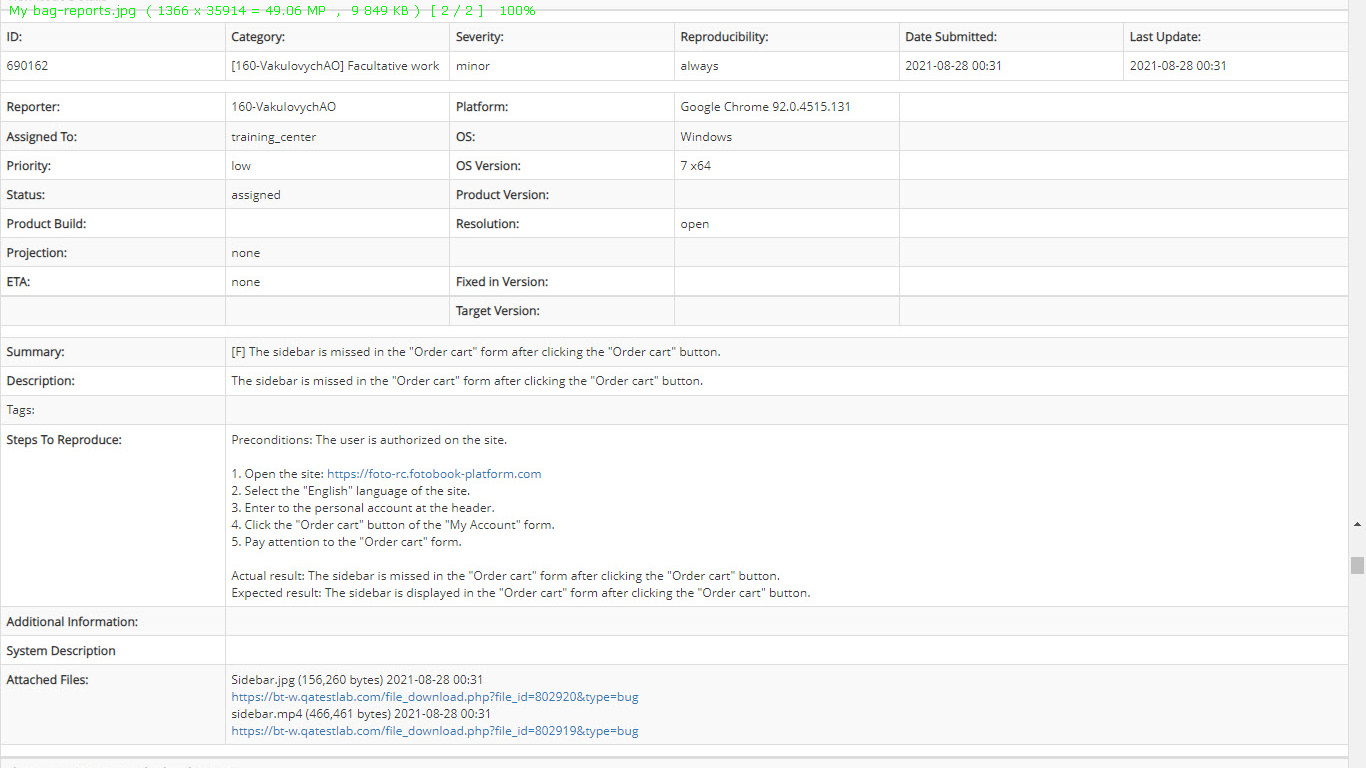 My bag-reports.jpg ( 1366 x 35914 = 49.06 MP , 9 849 KB ) [ 2 / 2 ] 100%
ID: Category: Severity: Reproducibility: Date Submitted: Last Update:
690162 [160-VakulovychAO] Facultative work minor always 2021-08-28 00:31 2021-08-28 00:31
Reporter: 160-VakulovychAO Platform: Google Chrome 92.0.4515.131
Assigned To: training_center OS: Windows
Priority: low OS Version: 7 x64
Status: assigned Product Version:
Product Build: Resolution: open
Projection: none
ETA: none Fixed in Version:
Target Version:
Summary: [F] The sidebar is missed in the "Order cart" form after clicking the "Order cart" button.
Description: The sidebar is missed in the "Order cart" form after clicking the "Order cart" button.
Tags:
Steps To Reproduce: Preconditions: The user is authorized on the site.
1. Open the site: https://foto-rc.fotobook-platform.com
2. Select the "English" language of the site.
3. Enter to the personal account at the header.
4. Click the "Order cart" button of the "My Account" form.
5. Pay attention to the "Order cart" form.
Actual result: The sidebar is missed in the "Order cart" form after clicking the "Order cart" button.
Expected result: The sidebar is displayed in the "Order cart" form after clicking the "Order cart" button.
Additional Information:
System Description
Attached Files: Sidebar.jpg (156,260 bytes) 2021-08-28 00:31
https://bt-w.qatestlab.com/file_download.php?file_id=802920&type=bug
sidebar.mp4 (466,461 bytes) 2021-08-28 00:31
https://bt-w.qatestlab.com/file_download.php?file_id=802919&type=bug